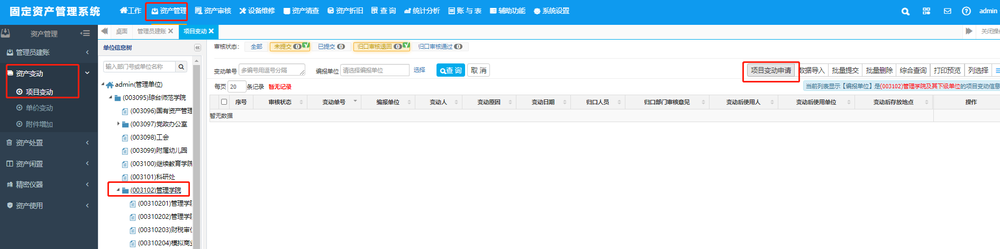 固定资产管理系统 工作 资产管理 资产审核 设备维修 资产清查 资产折旧 查 询 统计分析 账 与 表 辅助功能 系统设置 admin
资产管理
管理员建账
资产变动
项目变动
单价变动
附件增加
资产处置
资产闲置
精密仪器
资产使用
桌面 管理员建账 项目变动 关闭操
单位信息树
输入部门号或单位名称
admin(管理单位)
(003095)琼台师范学院
(003096)国有资产管理
(003097)党政办公室
(003098)工会
(003099)附属幼儿园
(003100)继续教育学院
(003101)科研处
(003102)管理学院
(00310201)管理学院
(00310202)管理学院
(00310203)财税审
(00310204)模拟商业
审核状态： 全部 未提交 0 已提交 0 归口审核退回 0 归口审核通过 0
变动单号 多编号用逗号分隔 编报单位 请选择编报单位 选择 查 询 取 消 项目变动申请 数据导入 批量提交 批量删除 综合查询 打印预览 列选择
每页 20 条记录 暂无记录 当前列表显示【编报单位】是(003102)管理学院及其下级单位的项目变动信息
序号 审核状态 变动单号 编报单位 变动人 变动原因 变动日期 归口人员 归口部门审核意见 变动后使用人 变动后使用单位 变动后存放地点 操作
暂无数据